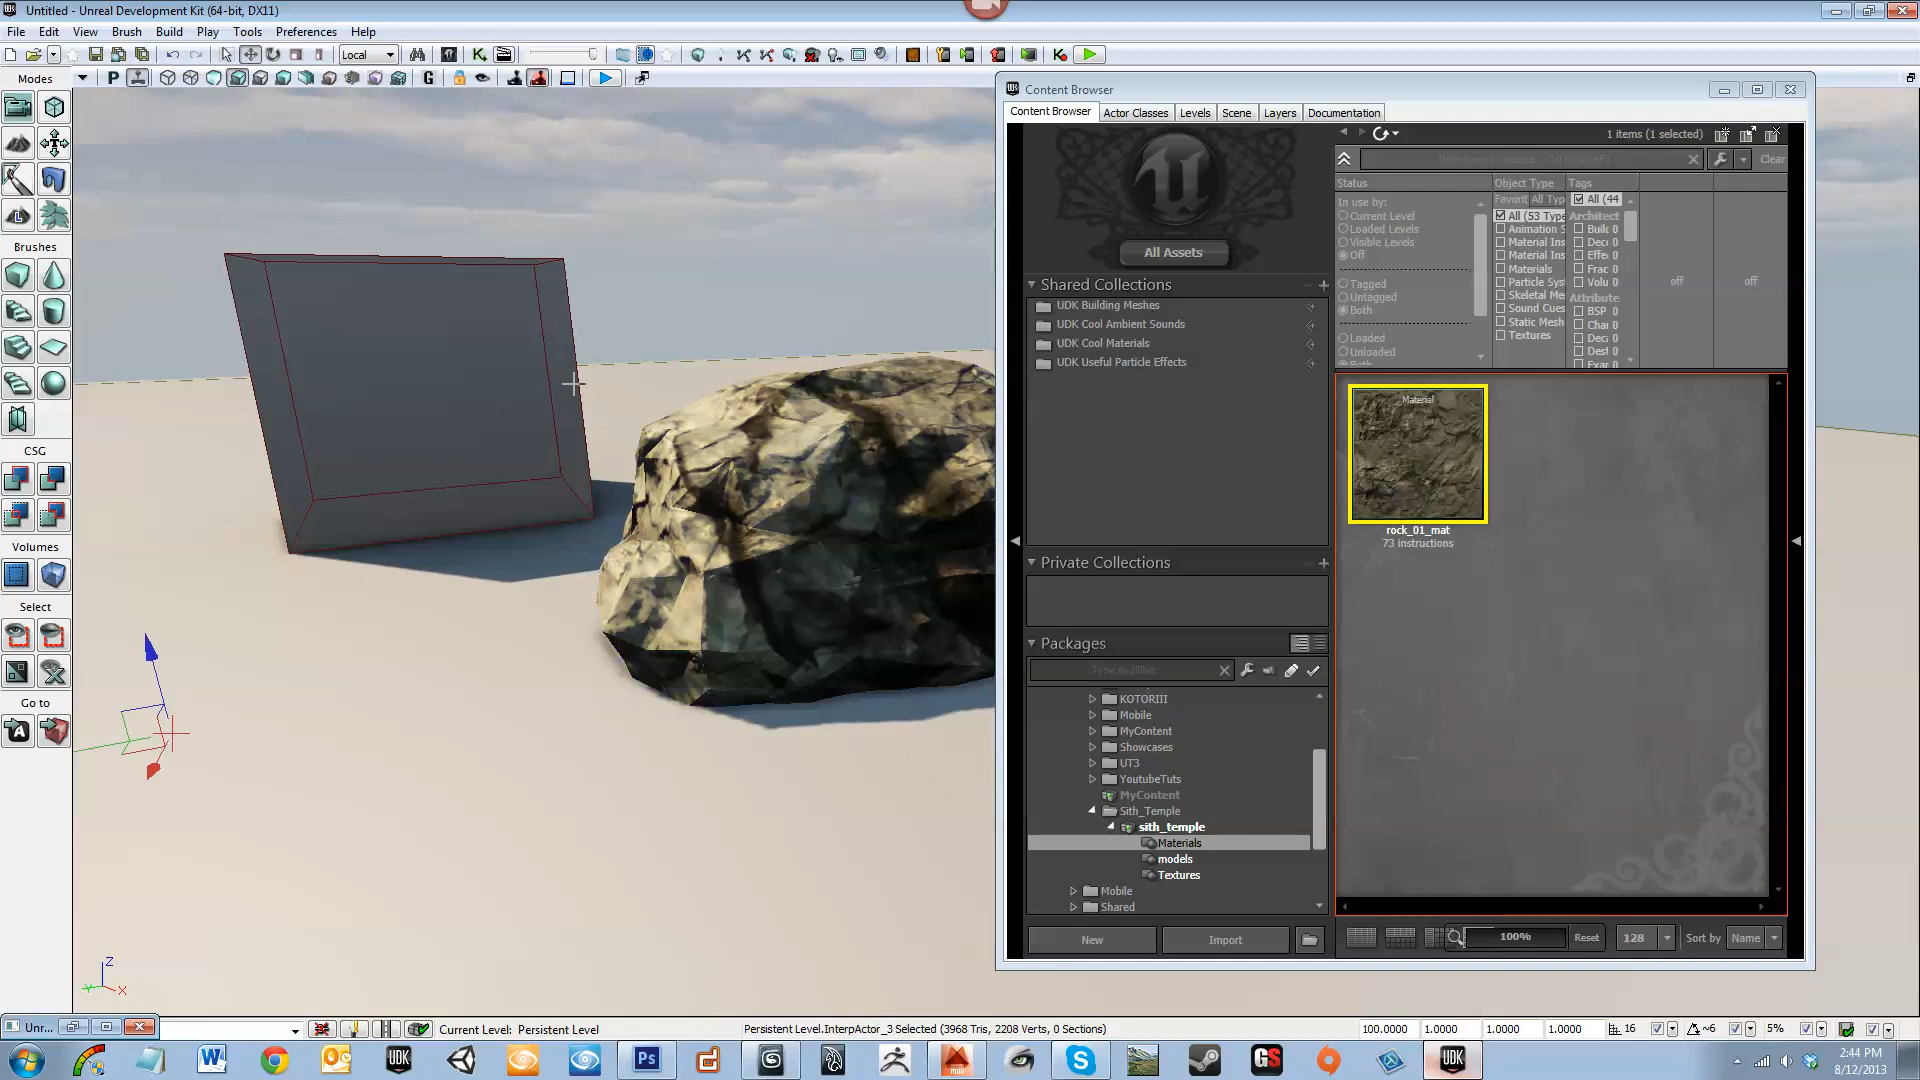 Untitled - Unreal Development Kit (64-bit, DX11)
File Edit View Brush Build Play Tools Preferences Help
Local
Modes
P
G
Content Browser
Content Browser Actor Classes Levels Scene Layers Documentation
1 items (1 selected)
Clear
Status
Object Type
Tags
In use by:
Current Level
Loaded Levels
Visible Levels
Off
Tagged
Untagged
Both
Loaded
Unloaded
Favorit All Typ
All (53 Type
Animation S
Material Ins
Material Ins
Materials
Particle Sys
Skeletal Me
Sound Cues
Static Mesh
Textures
All (44
Architect
Builc 0
Dec 0
Effe 0
Frac 0
Volu 0
Attribute
BSP 0
Char 0
Deca 0
Dest 0
Exar 0
off
off
All Assets
Shared Collections
UDK Building Meshes
UDK Cool Ambient Sounds
UDK Cool Materials
UDK Useful Particle Effects
Private Collections
Packages
Type to filter
KOTORIII
Mobile
MyContent
Showcases
UT3
YoutubeTuts
MyContent
Sith_Temple
sith_temple
Materials
models
Textures
Mobile
Shared
New
Import
Material
rock_01_mat
73 instructions
100%
Reset
128
Sort by
Name
Brushes
CSG
Volumes
Select
Go to
Z
Y
X
Unr...
Current Level: Persistent Level
Persistent Level.InterpActor_3 Selected (3968 Tris, 2208 Verts, 0 Sections)
100.0000
1.0000
1.0000
1.0000
16
~6
5%
2:44 PM
8/12/2013